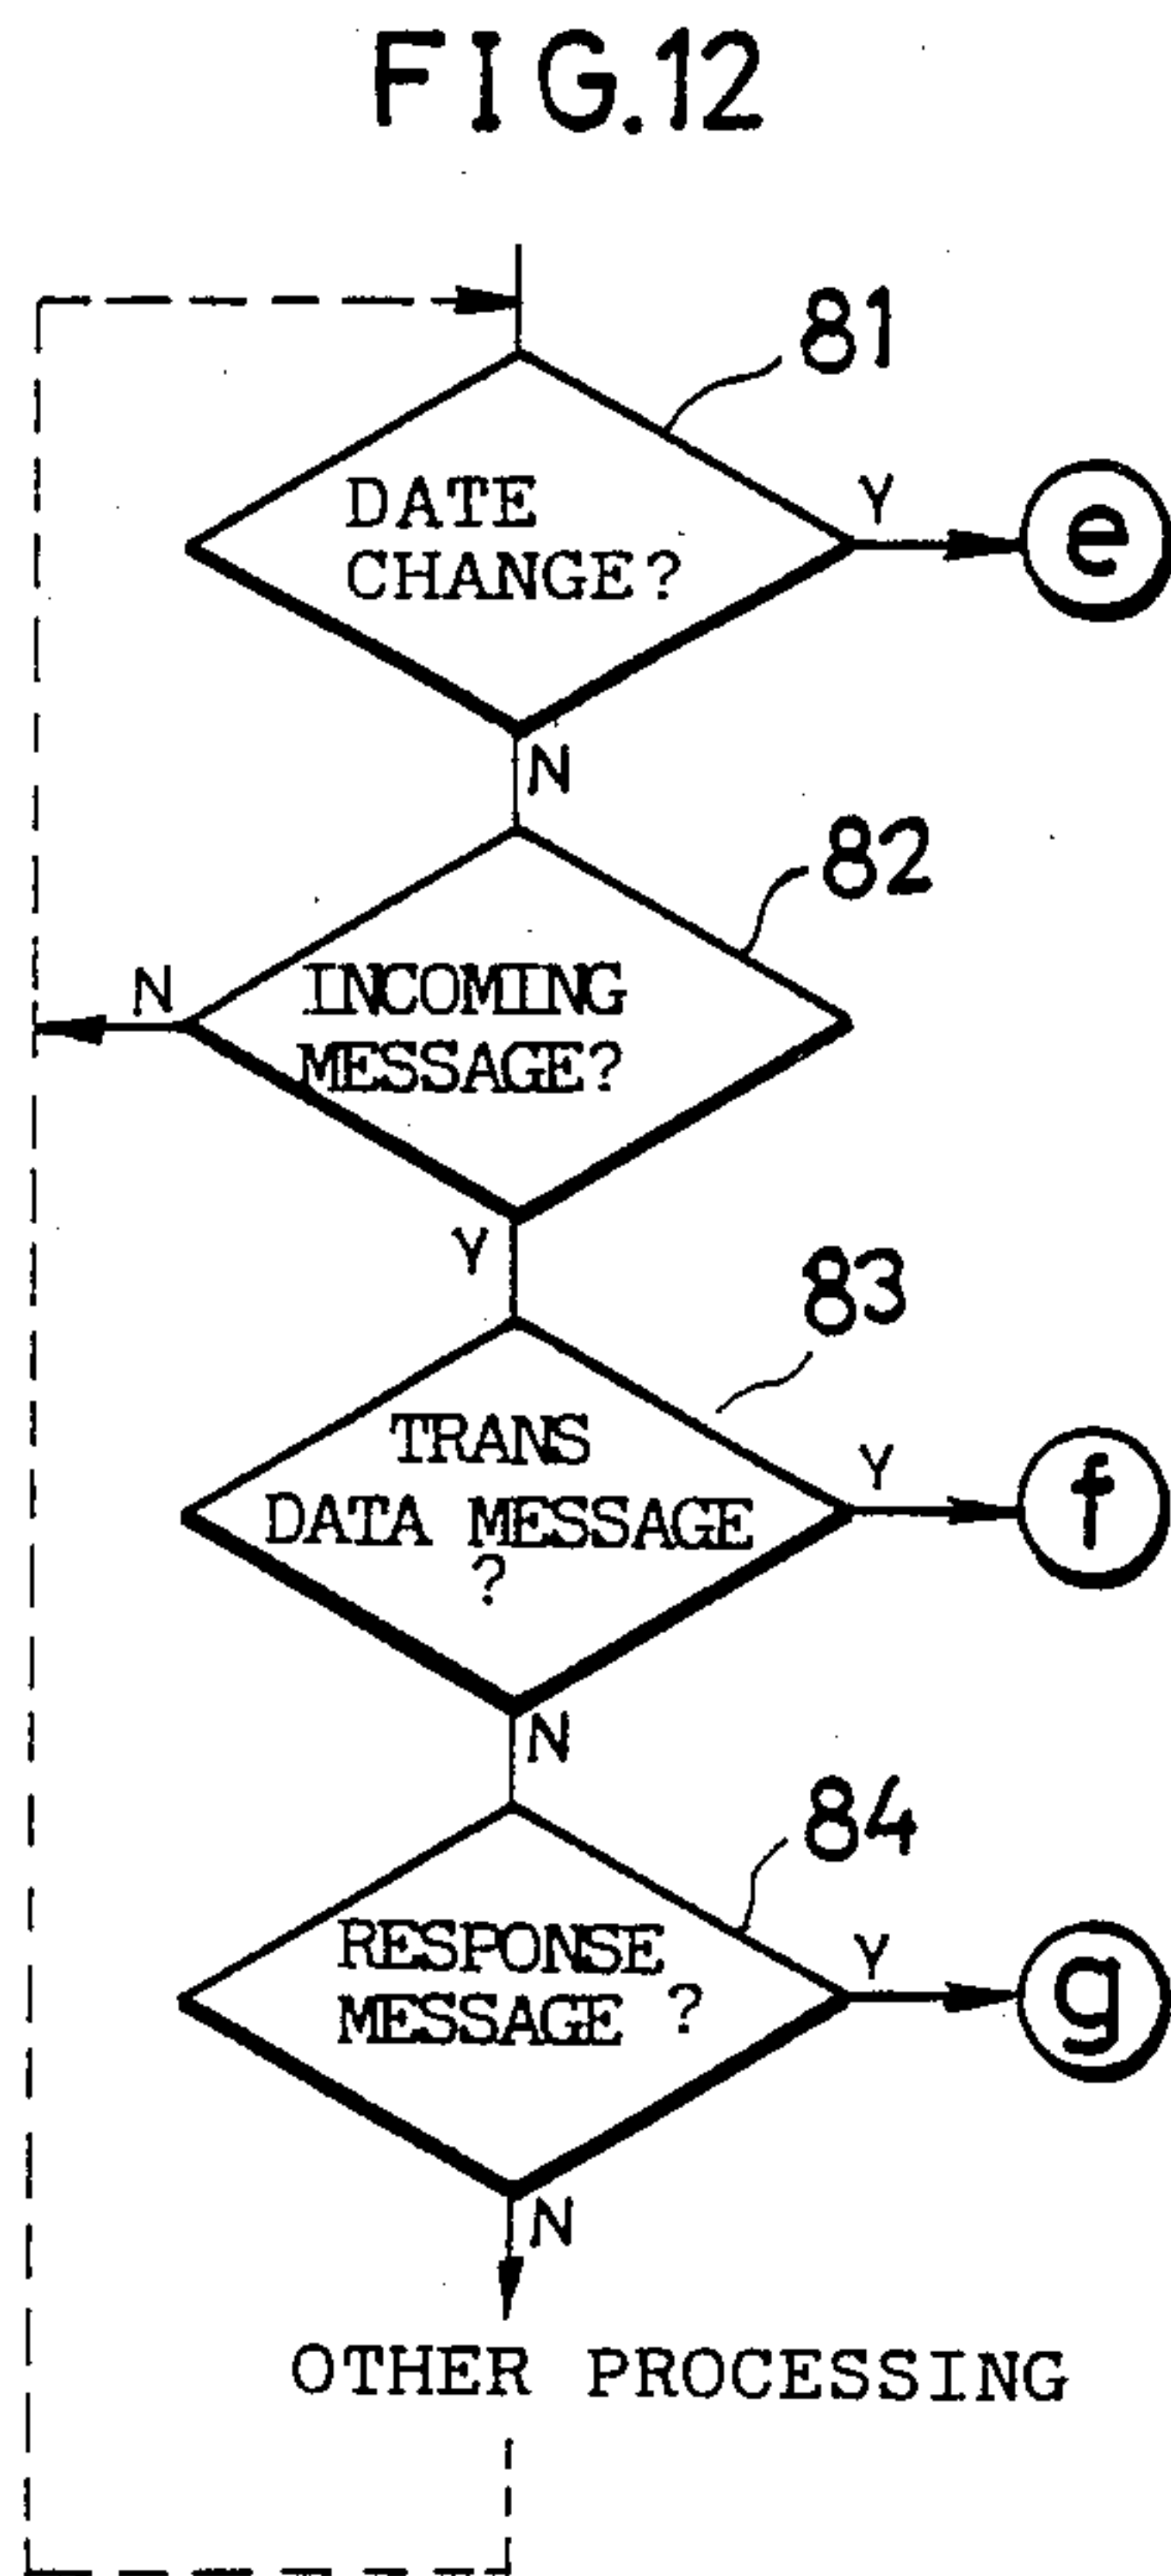 FIG.12
81
DATE
CHANGE?
Y
e
N
82
INCOMING
MESSAGE?
N
Y
83
TRANS
DATA MESSAGE
?
Y
f
N
84
RESPONSE
MESSAGE ?
Y
g
N
OTHER PROCESSING